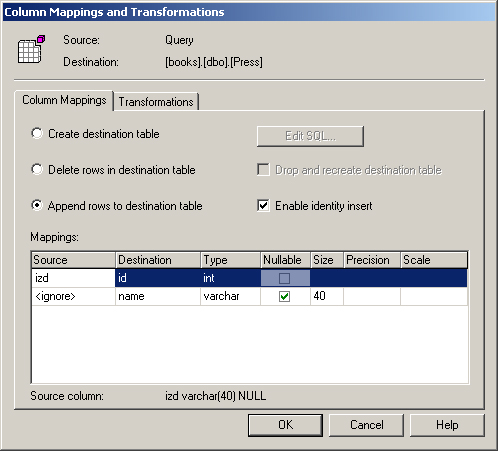 Column Mappings and Transformations
Source: Query
Destination: [books].[dbo].[Press]
Column Mappings Transformations
Create destination table Edit SQL...
Delete rows in destination table Drop and recreate destination table
Append rows to destination table Enable identity insert
Mappings:
Source Destination Type Nullable Size Precision Scale
izd id int
<ignore> name varchar 40
Source column: izd varchar(40) NULL
OK Cancel Help